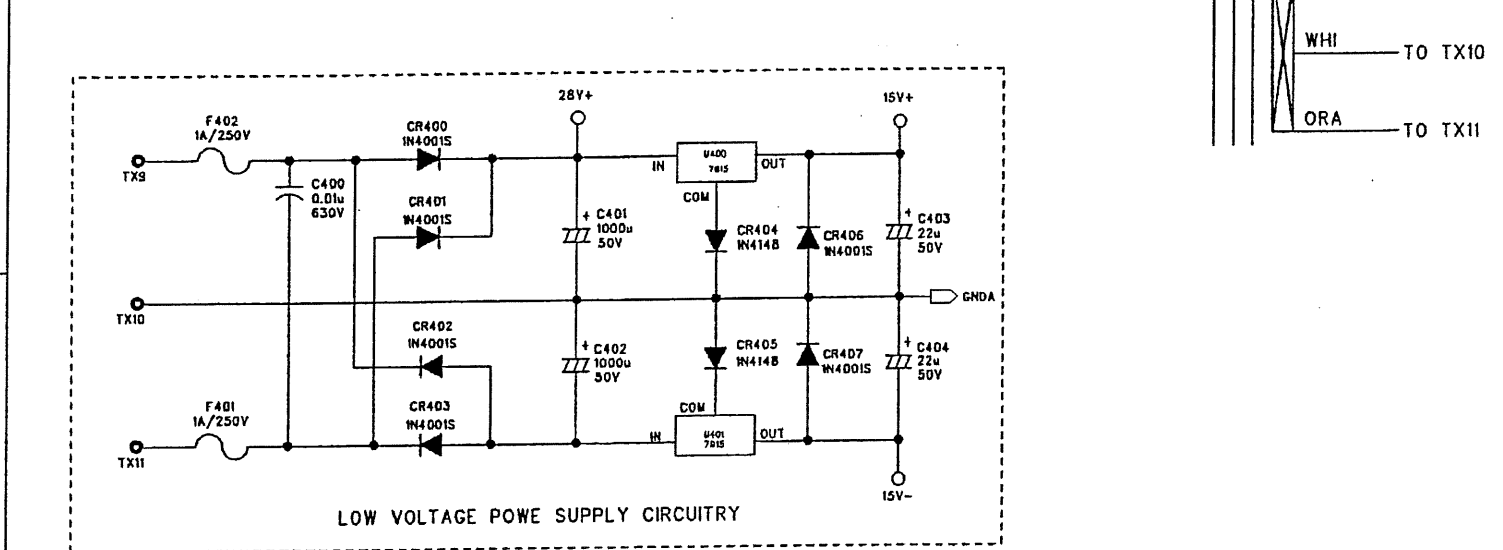 WHI
TO TX10
ORA
TO TX11
28V+
15V+
F402
1A/250V
CR400
1N4001S
TX9
C400
0.01u
630V
CR401
1N4001S
IN
U400
7815
OUT
COM
C401
1000u
50V
CR404
1N4148
CR406
1N4001S
C403
22u
50V
TX10
GNDA
CR402
1N4001S
C402
1000u
50V
CR405
1N4148
CR407
1N4001S
C404
22u
50V
F401
1A/250V
CR403
1N4001S
COM
IN
U401
OUT
TX11
15V-
LOW VOLTAGE POWE SUPPLY CIRCUITRY